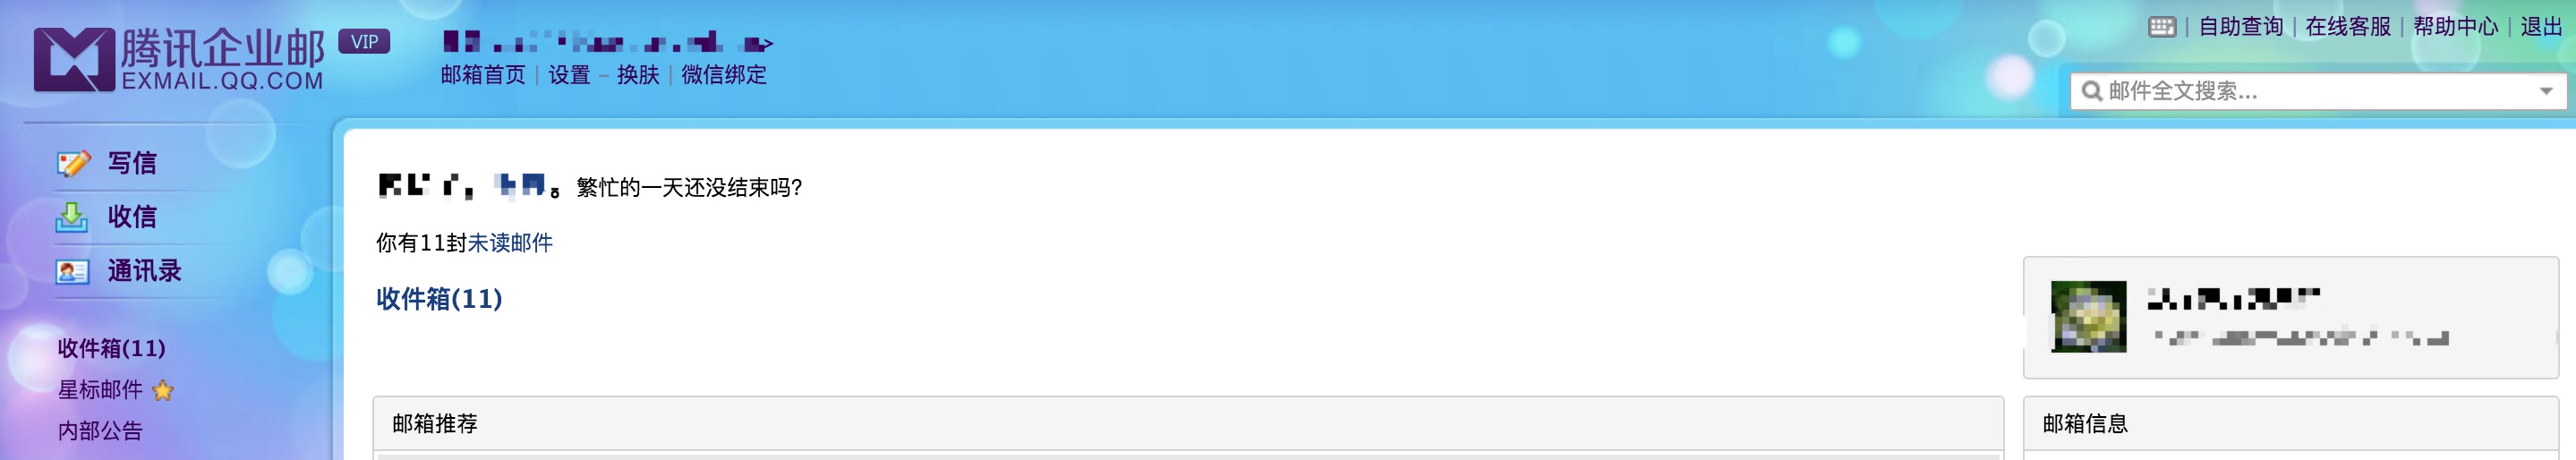 腾讯企业邮 VIP
EXMAIL.QQ.COM
邮箱首页 | 设置 - 换肤 | 微信绑定
自助查询 | 在线客服 | 帮助中心 | 退出
邮件全文搜索...
写信
收信
通讯录
收件箱(11)
星标邮件
内部公告
繁忙的一天还没结束吗?
你有11封未读邮件
收件箱(11)
邮箱推荐
邮箱信息